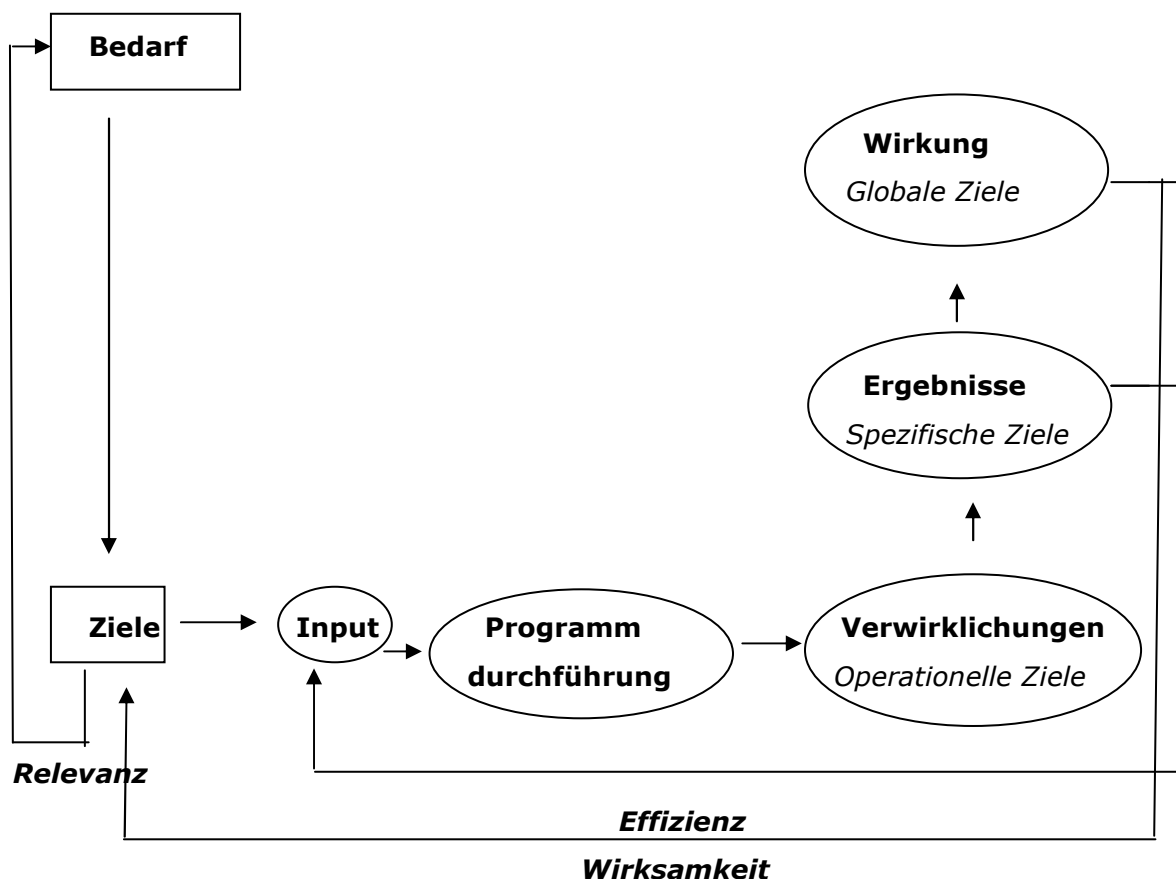 Bedarf
Wirkung
Globale Ziele
Ergebnisse
Spezifische Ziele
Ziele
Input
Programm
durchführung
Verwirklichungen
Operationelle Ziele
Relevanz
Effizienz
Wirksamkeit